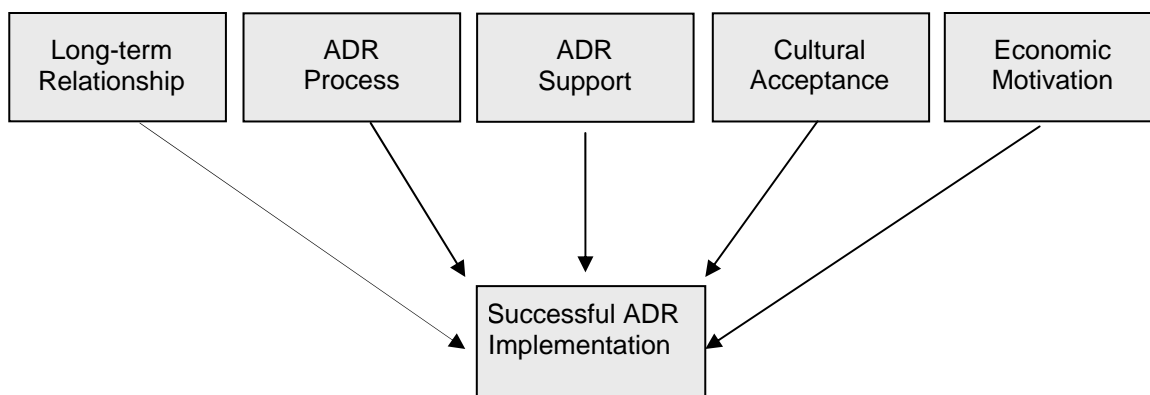 Long-term
Relationship
ADR
Process
ADR
Support
Cultural
Acceptance
Economic
Motivation
Successful ADR
Implementation